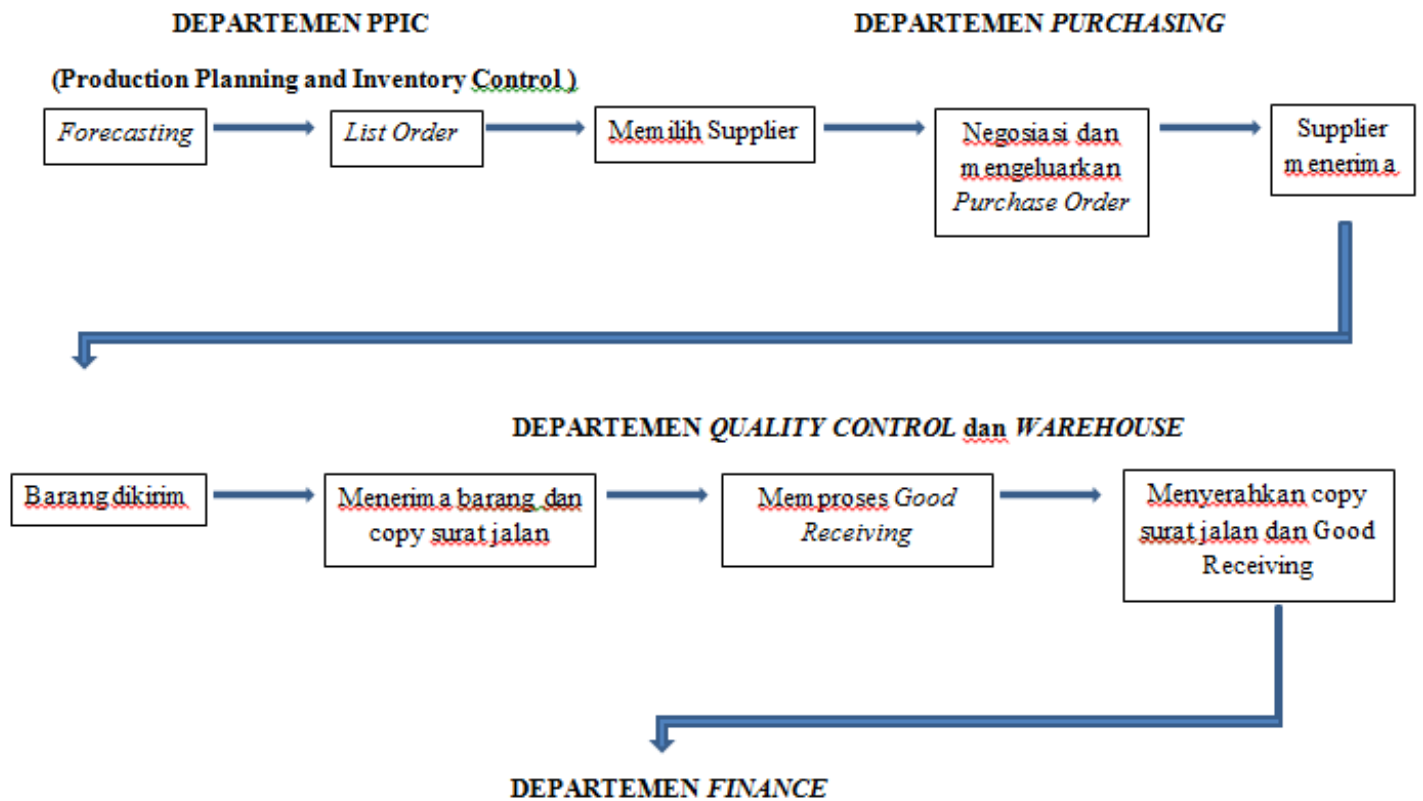 DEPARTEMEN PPIC
DEPARTEMEN PURCHASING
(Production Planning and Inventory Control )
Forecasting
List Order
Memilih Supplier
Negosiasi dan
mengeluarkan
Purchase Order
Supplier
menerima
DEPARTEMEN QUALITY CONTROL dan WAREHOUSE
Barang dikirim
Menerima barang dan
copy surat jalan
Memproses Good
Receiving
Menyerahkan copy
surat jalan dan Good
Receiving
DEPARTEMEN FINANCE